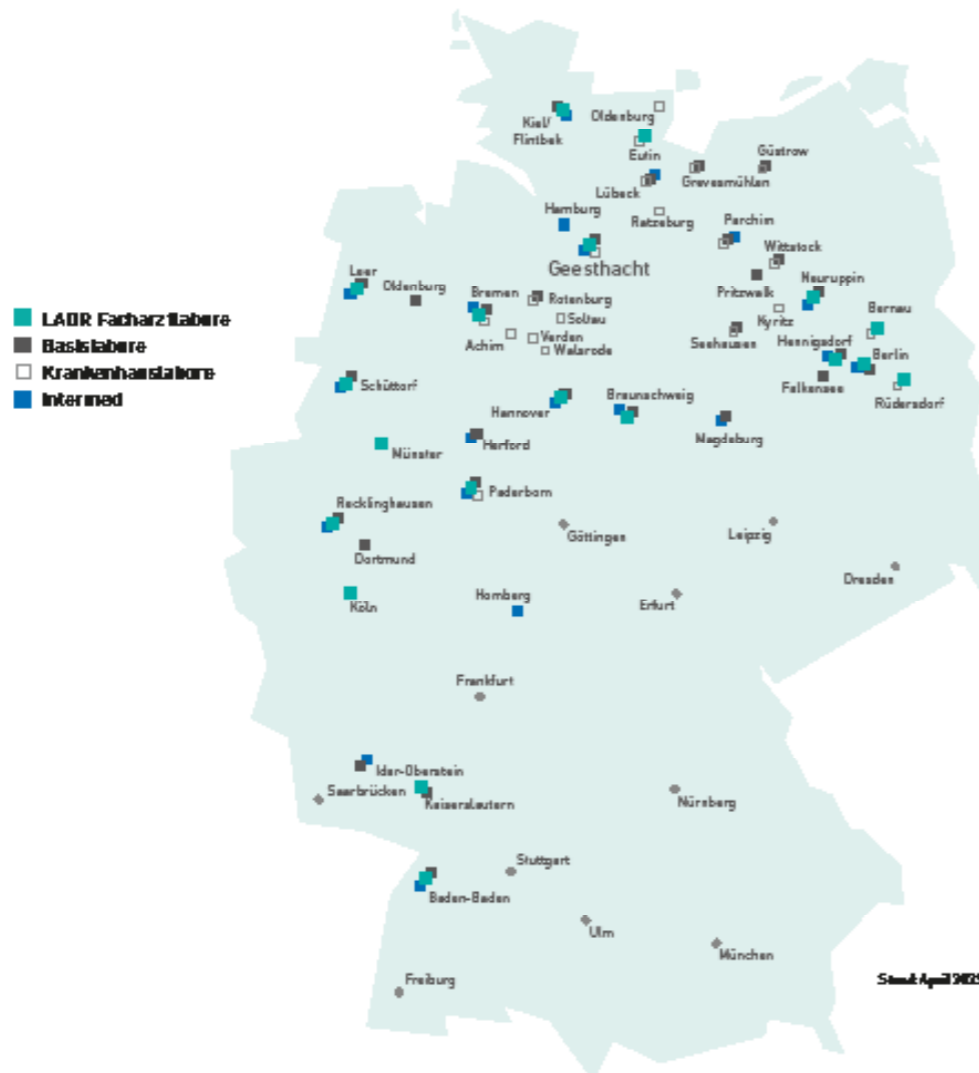 Kiel/
Flintbek
Oldenburg
Eutin
Güstrow
Grevesmühlen
Lübeck
Hamburg
Ratzeburg
Parchim
Wittstock
Geesthacht
Leer
Oldenburg
Bremen
Rotenburg
Pritzwalk
Neuruppin
Soltau
Kyritz
Bernau
LADR Facharztlabore
Basislabore
Krankenhauslabore
Intermed
Achim
Verden
Walsrode
Seehausen
Hennigsdorf
Berlin
Schüttorf
Falkensee
Rüdersdorf
Hannover
Braunschweig
Magdeburg
Herford
Münster
Paderborn
Recklinghausen
Göttingen
Leipzig
Dortmund
Dresden
Köln
Homberg
Erfurt
Frankfurt
Idar-Oberstein
Saarbrücken
Kaiserslautern
Nürnberg
Stuttgart
Baden-Baden
Ulm
München
Freiburg
Stand: April 2025